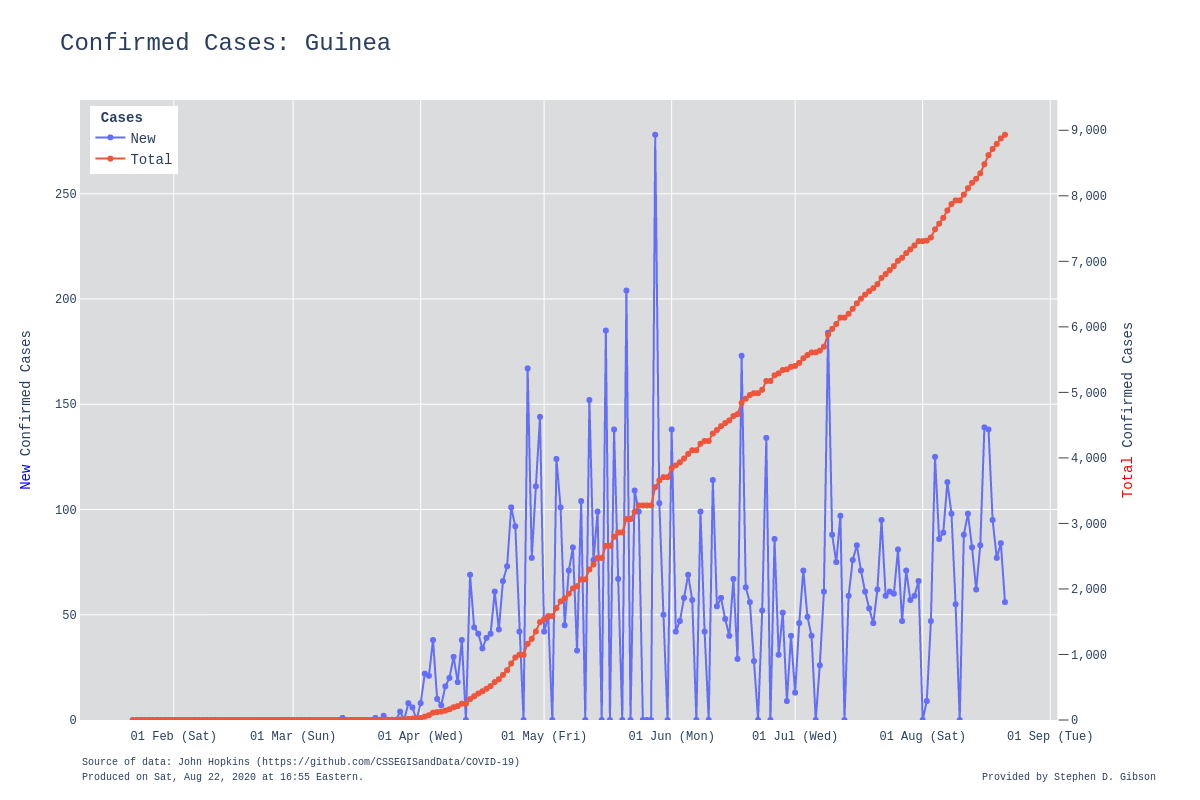 Confirmed Cases: Guinea
Cases
New
Total
250
200
150
100
50
0
9,000
8,000
7,000
6,000
5,000
4,000
3,000
2,000
1,000
0
New Confirmed Cases
Total Confirmed Cases
01 Feb (Sat)
01 Mar (Sun)
01 Apr (Wed)
01 May (Fri)
01 Jun (Mon)
01 Jul (Wed)
01 Aug (Sat)
01 Sep (Tue)
Source of data: John Hopkins (https://github.com/CSSEGISandData/COVID-19)
Produced on Sat, Aug 22, 2020 at 16:55 Eastern.
Provided by Stephen D. Gibson